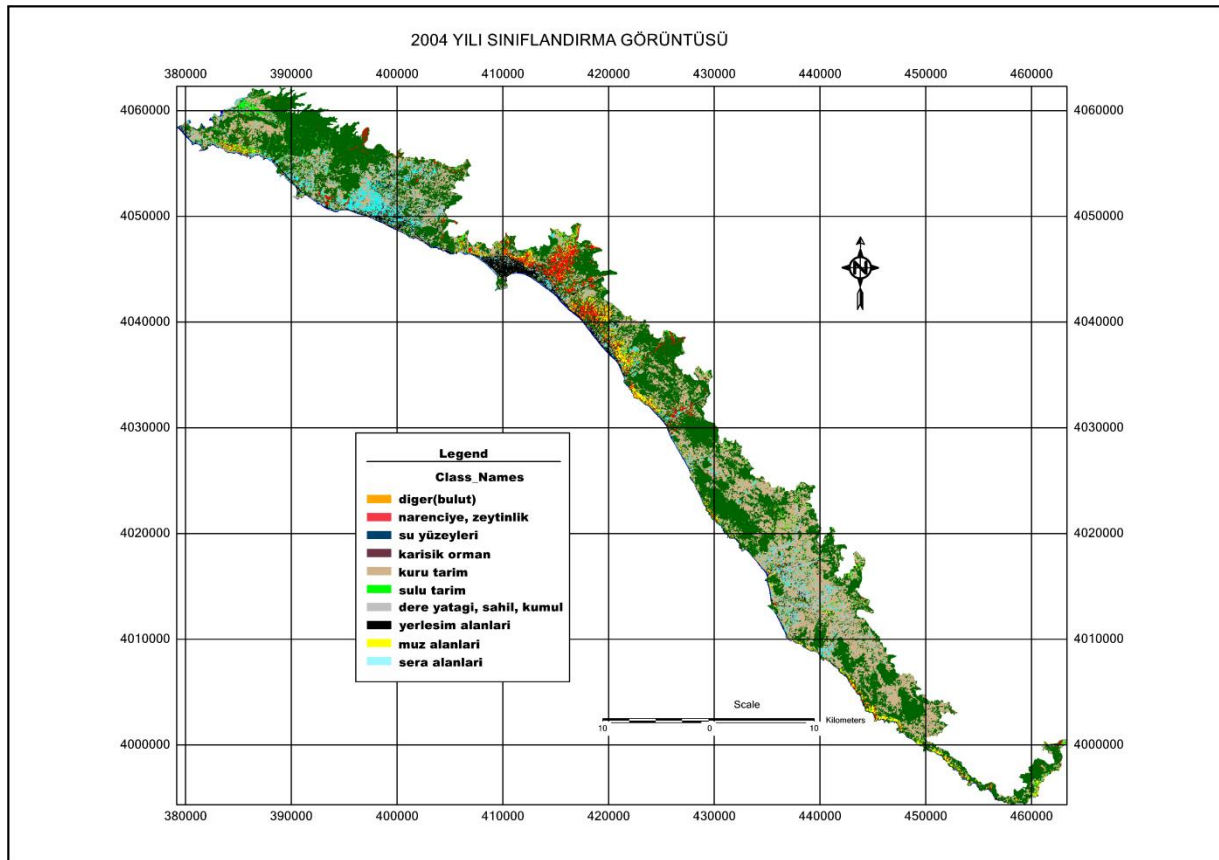 2004 YILI SINIFLANDIRMA GÖRÜNTÜSÜ
380000 390000 400000 410000 420000 430000 440000 450000 460000
4060000 4060000
4050000 4050000
N
4040000 4040000
4030000 4030000
Legend
Class_Names
diger(bulut)
narenciye, zeytinlik
su yüzeyleri
karisik orman
kuru tarim
sulu tarim
dere yatagi, sahil, kumul
yerlesim alanlari
muz alanlari
sera alanlari
4020000 4020000
4010000 4010000
Scale
Kilometers
10 0 10
4000000 4000000
380000 390000 400000 410000 420000 430000 440000 450000 460000